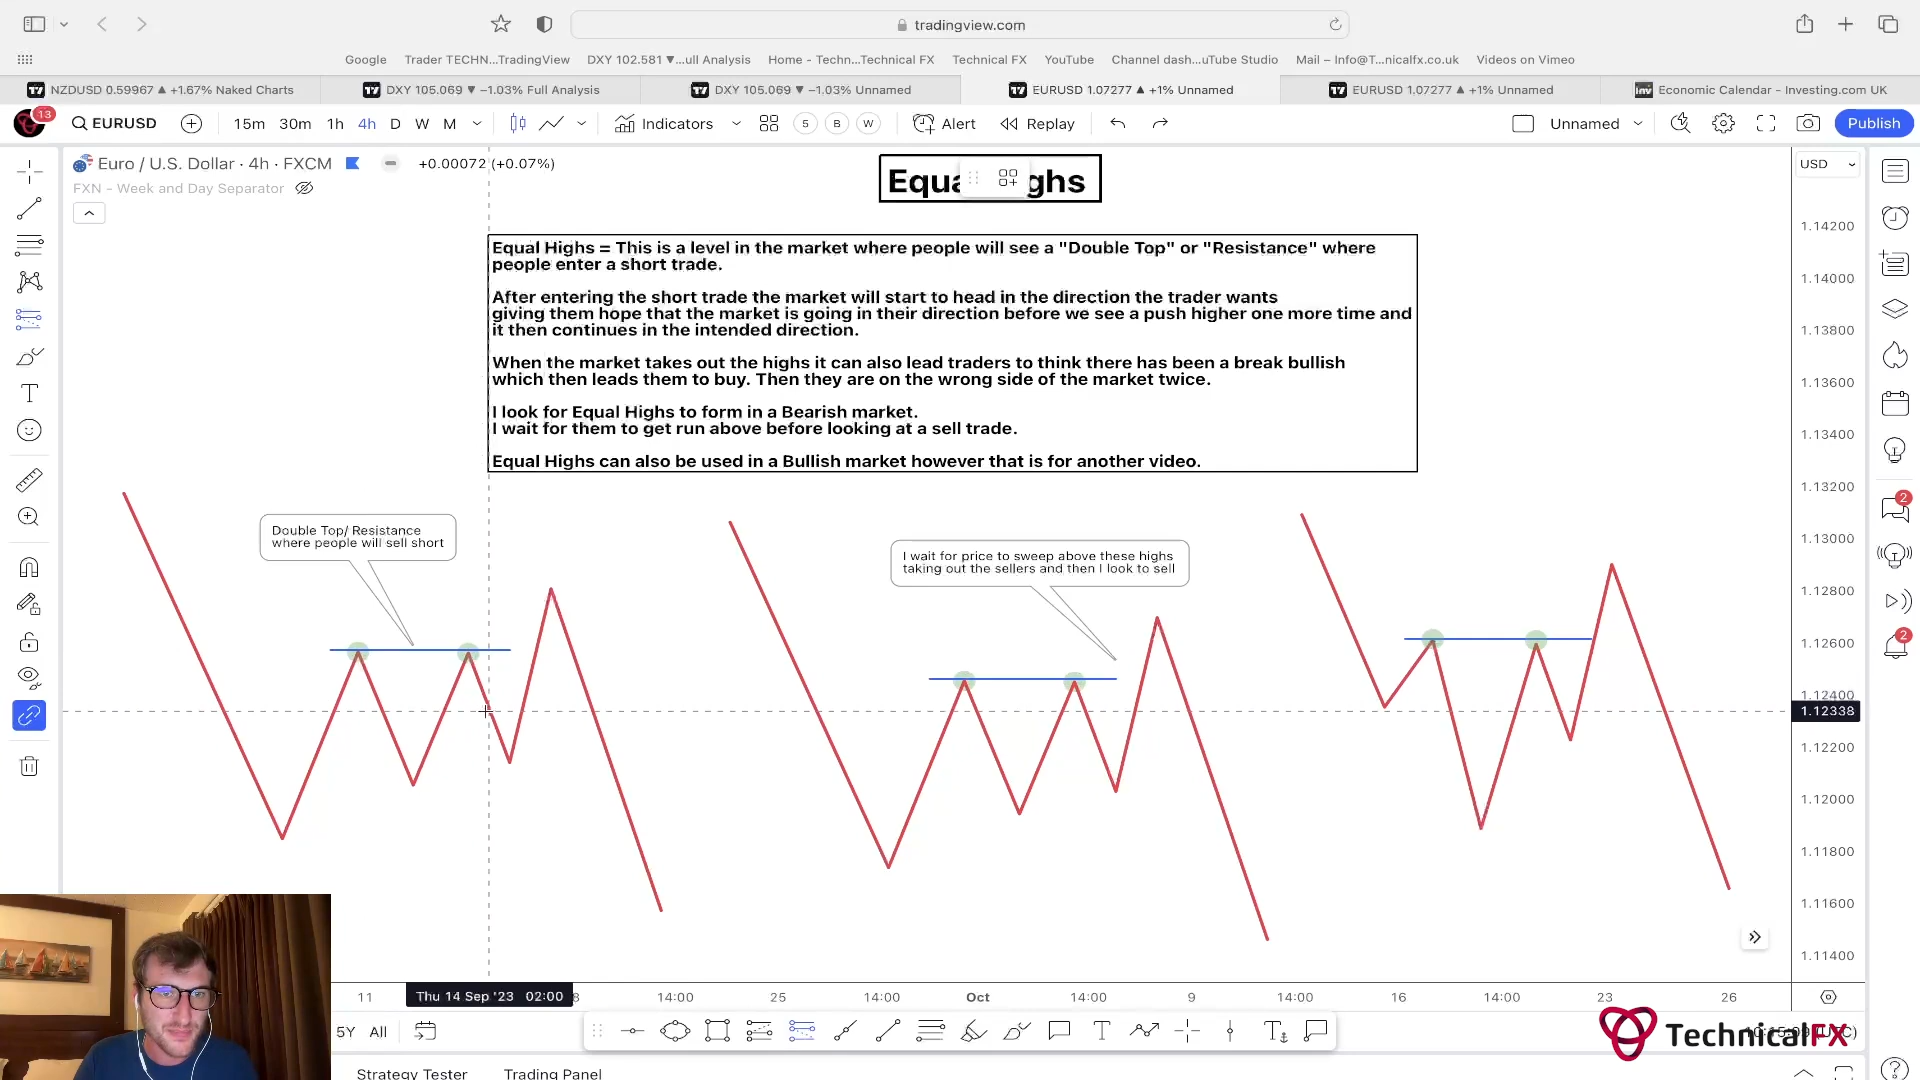 tradingview.com
Google Trader TECHN...TradingView DXY 102.581 ▼...ull Analysis Home - Techn...Technical FX Technical FX YouTube Channel dash...uTube Studio Mail – Info@T...nicalfx.co.uk Videos on Vimeo
NZDUSD 0.59967 ▲ +1.67% Naked Charts DXY 105.069 ▼ −1.03% Full Analysis DXY 105.069 ▼ −1.03% Unnamed EURUSD 1.07277 ▲ +1% Unnamed EURUSD 1.07277 ▲ +1% Unnamed Economic Calendar - Investing.com UK
13 EURUSD 15m 30m 1h 4h D W M Indicators S B W Alert Replay Unnamed Publish
Euro / U.S. Dollar · 4h · FXCM +0.00072 (+0.07%)
USD
FXN - Week and Day Separator
Equa ghs
Equal Highs = This is a level in the market where people will see a "Double Top" or "Resistance" where
people enter a short trade.
After entering the short trade the market will start to head in the direction the trader wants
giving them hope that the market is going in their direction before we see a push higher one more time and
it then continues in the intended direction.
When the market takes out the highs it can also lead traders to think there has been a break bullish
which then leads them to buy. Then they are on the wrong side of the market twice.
I look for Equal Highs to form in a Bearish market.
I wait for them to get run above before looking at a sell trade.
Equal Highs can also be used in a Bullish market however that is for another video.
Double Top/ Resistance
where people will sell short
I wait for price to sweep above these highs
taking out the sellers and then I look to sell
1.14200
1.14000
1.13800
1.13600
1.13400
1.13200
1.13000
1.12800
1.12600
1.12400
1.12338
1.12200
1.12000
1.11800
1.11600
1.11400
2
2
11 Thu 14 Sep '23 02:00 8 14:00 25 14:00 Oct 14:00 9 14:00 16 14:00 23 26
5Y All
TechnicalFX
Strategy Tester Trading Panel